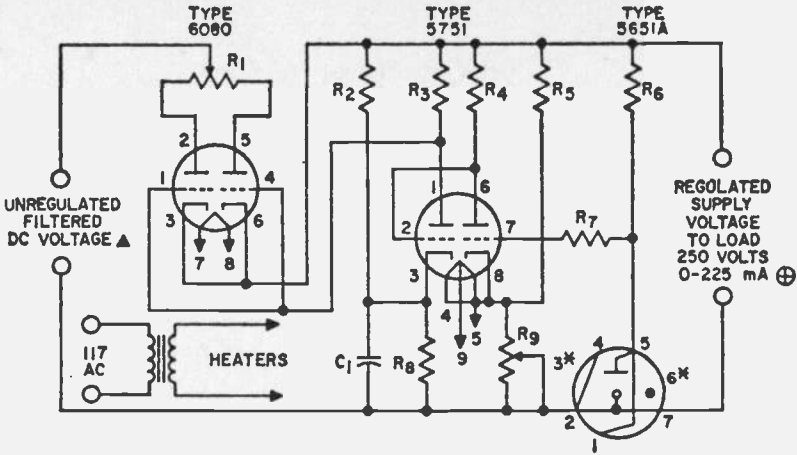 TYPE
6080
TYPE
5751
TYPE
5651A
R1
R2
R3
R4
R5
R6
2
5
1
4
3
6
7
8
UNREGULATED
FILTERED
DC VOLTAGE ▲
1
6
2
7
3
8
4
5
9
R7
REGOLATED
SUPPLY
VOLTAGE
TO LOAD
250 VOLTS
0-225 mA ⊕
117
AC
HEATERS
C1
R8
R9
4
5
3*
6*
2
7
1